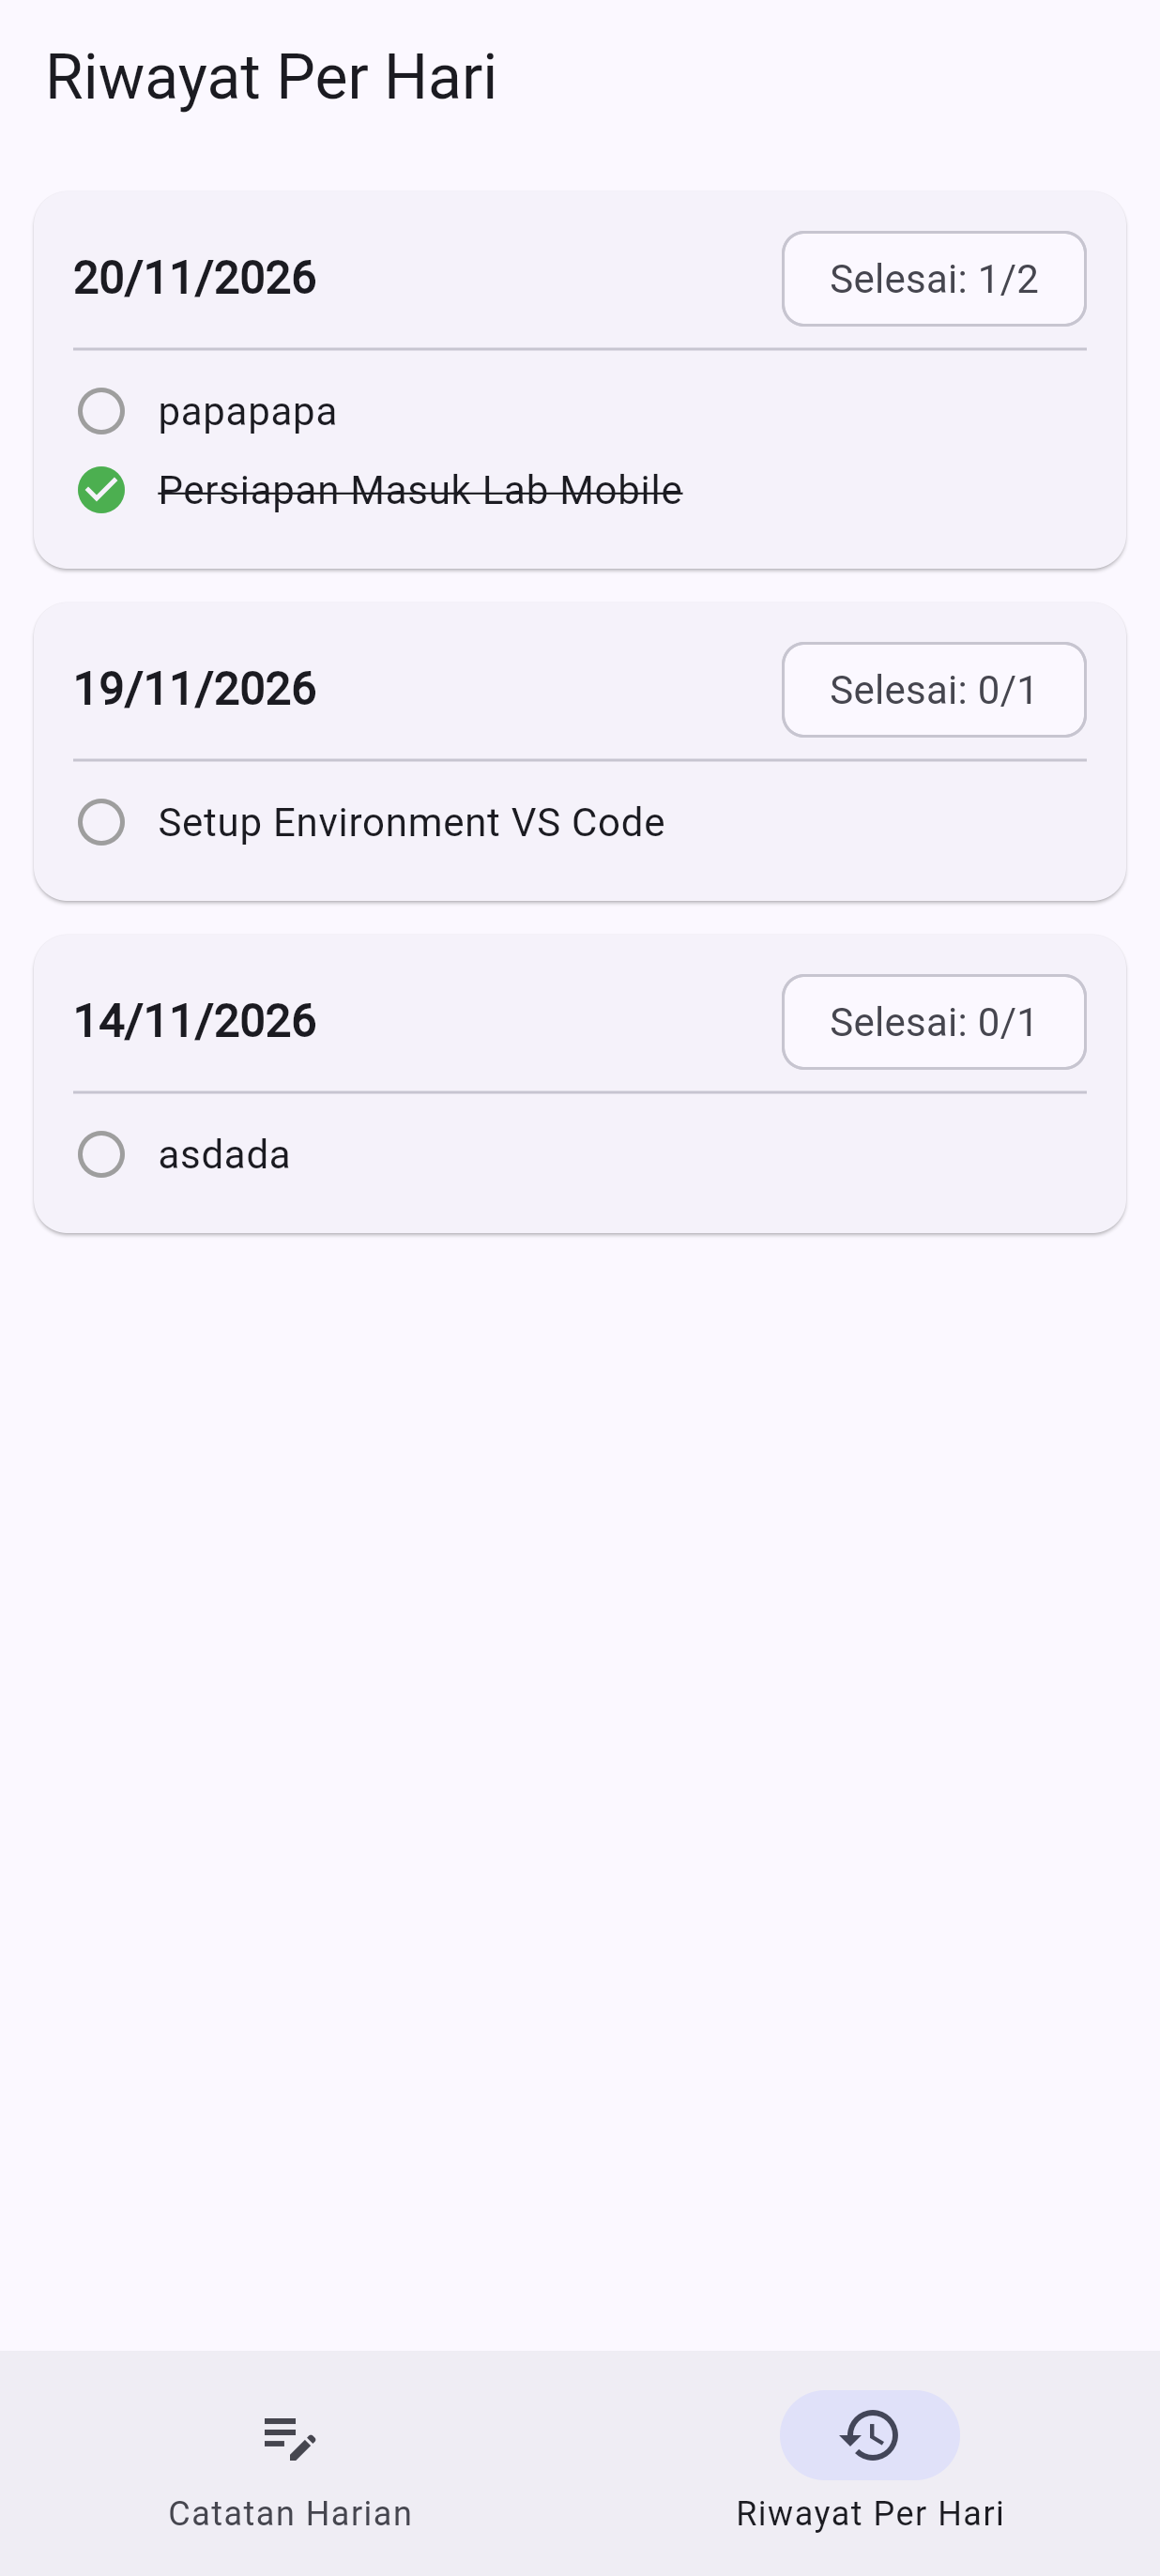 Riwayat Per Hari
20/11/2026
Selesai: 1/2
papapapa
Persiapan Masuk Lab Mobile
19/11/2026
Selesai: 0/1
Setup Environment VS Code
14/11/2026
Selesai: 0/1
asdada
Catatan Harian
Riwayat Per Hari